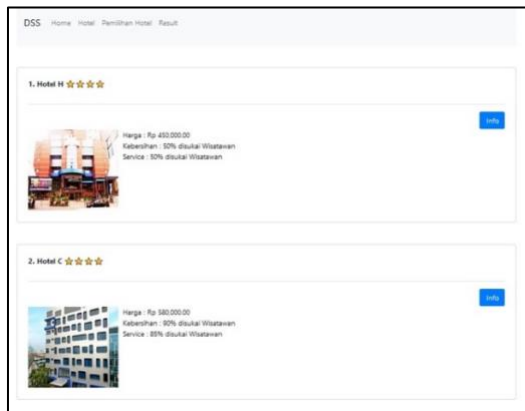 DSS Home Hotel Pemilihan Hotel Result
1. Hotel H
Info
Harga : Rp 450,000.00
Kebersihan : 50% disukai Wisatawan
Service : 50% disukai Wisatawan
2. Hotel C
Info
Harga : Rp 580,000.00
Kebersihan : 90% disukai Wisatawan
Service : 85% disukai Wisatawan